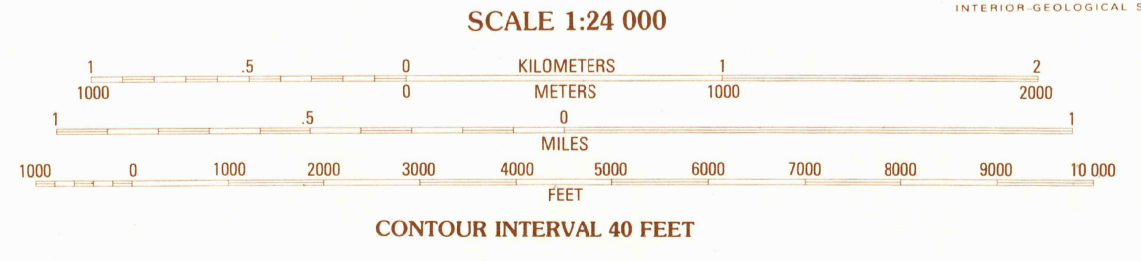 INTERIOR-GEOLOGICAL S
SCALE 1:24 000
1 .5 0 KILOMETERS 1 2
1000 0 METERS 1000 2000
1 .5 0 1
MILES
1000 0 1000 2000 3000 4000 5000 6000 7000 8000 9000 10 000
FEET
CONTOUR INTERVAL 40 FEET